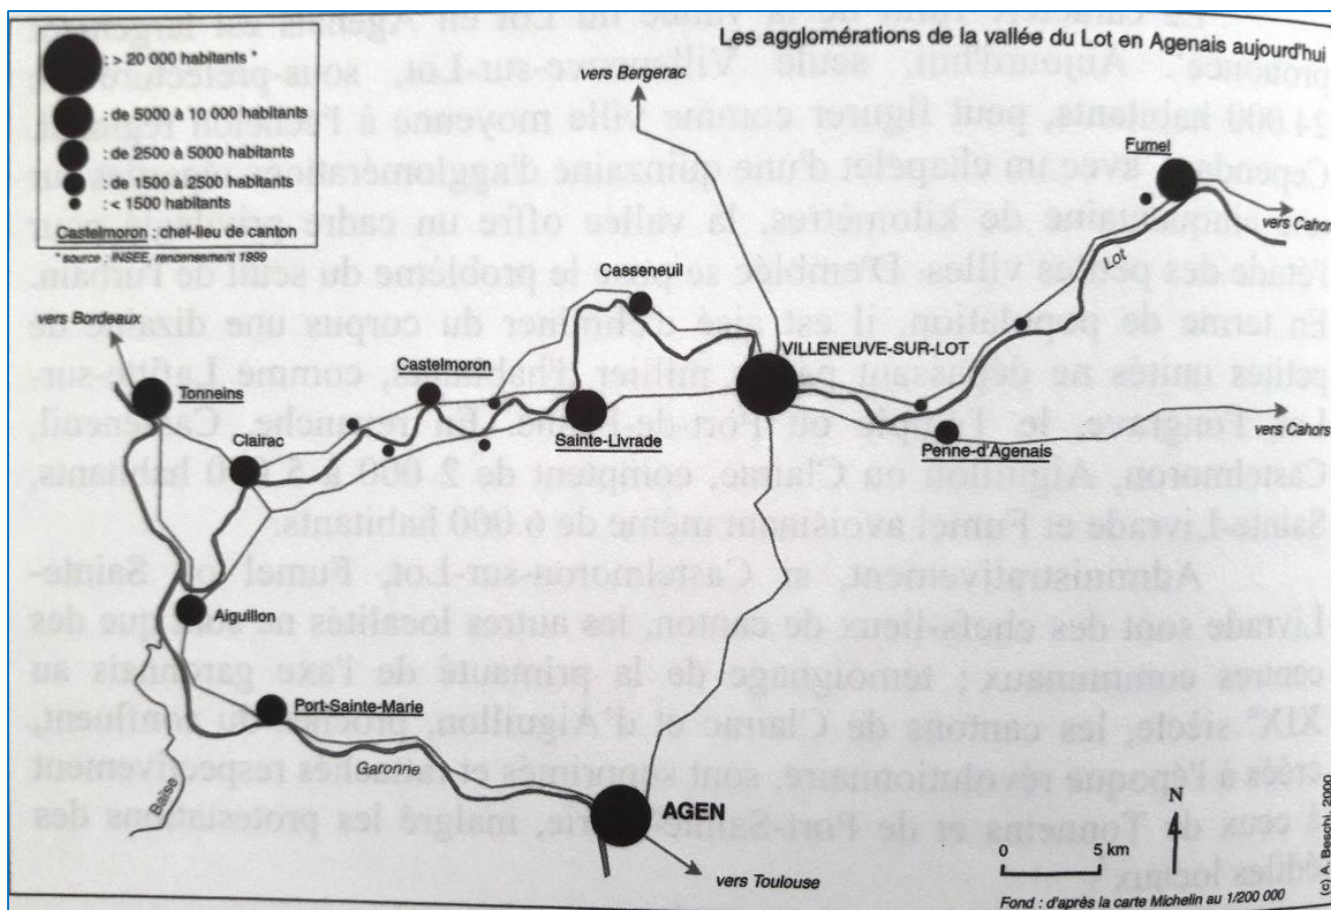 Les agglomérations de la vallée du Lot en Agenais aujourd'hui
: > 20 000 habitants *
: de 5000 à 10 000 habitants
: de 2500 à 5000 habitants
: de 1500 à 2500 habitants
: < 1500 habitants
Castelmoron : chef-lieu de canton
* source : INSEE, rencensement 1999
vers Bergerac
Fumel
vers Cahors
Lot
Casseneuil
vers Bordeaux
VILLENEUVE-SUR-LOT
Castelmoron
Tonneins
Clairac
Sainte-Livrade
Penne-d'Agenais
vers Cahors
Aiguillon
Port-Sainte-Marie
Garonne
Baïse
AGEN
vers Toulouse
N
0 5 km
Fond : d'après la carte Michelin au 1/200 000
(c) A. Beschi, 2000